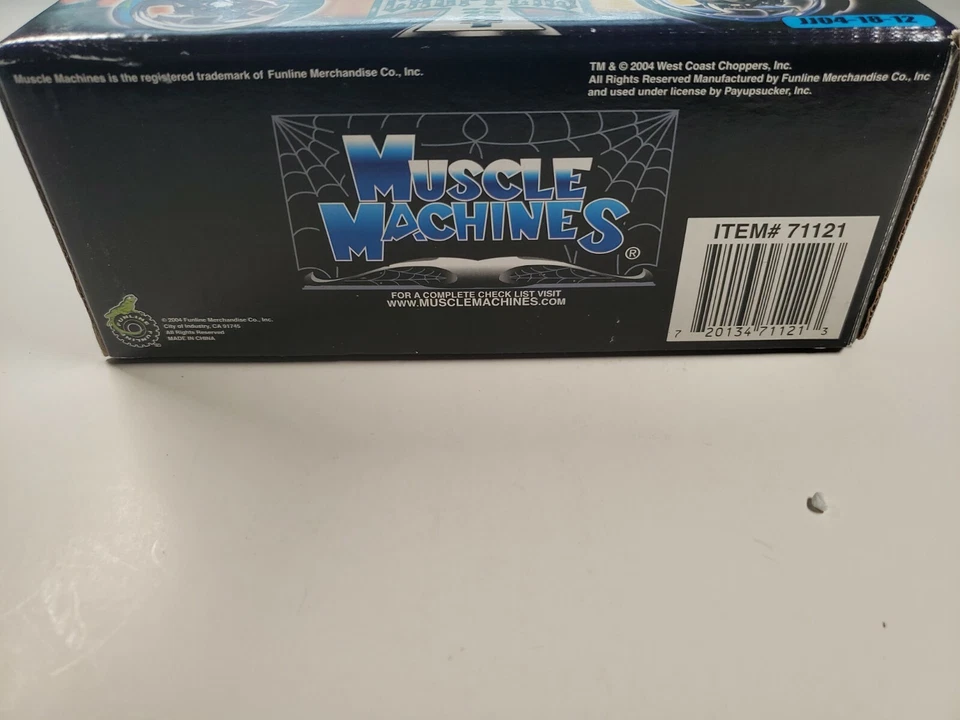 JJ04-18-12
Muscle Machines is the registered trademark of Funline Merchandise Co., Inc.
TM & © 2004 West Coast Choppers, Inc.
All Rights Reserved Manufactured by Funline Merchandise Co., Inc
and used under license by Payupsucker, Inc.
MUSCLE
MACHINES®
FOR A COMPLETE CHECK LIST VISIT
WWW.MUSCLEMACHINES.COM
ITEM# 71121
7 20134 71121 3
FUNLINE FUNLINE
© 2004 Funline Merchandise Co., Inc.
City of Industry, CA 91745
All Rights Reserved
MADE IN CHINA